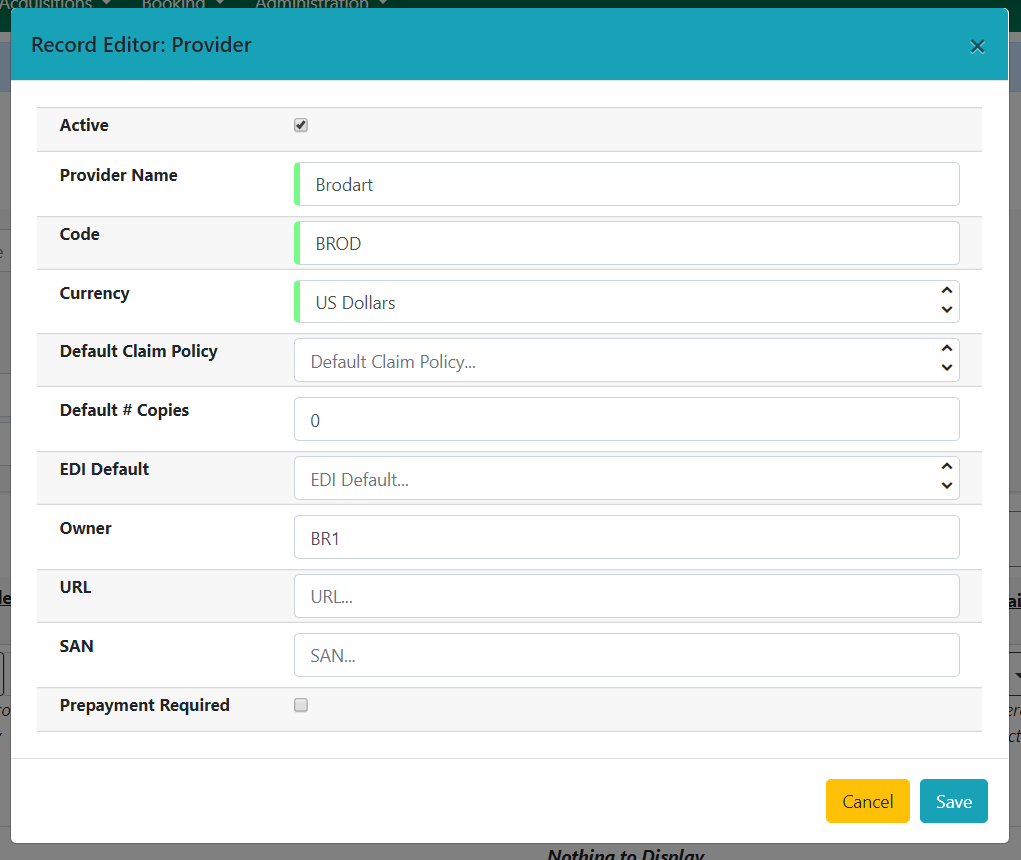 Acquisitions Booking Administration
Record Editor: Provider ×
Active
Provider Name Brodart
Code BROD
Currency US Dollars
Default Claim Policy Default Claim Policy...
Default # Copies 0
EDI Default EDI Default...
Owner BR1
URL URL...
SAN SAN...
Prepayment Required
Cancel Save
Nothing to Display